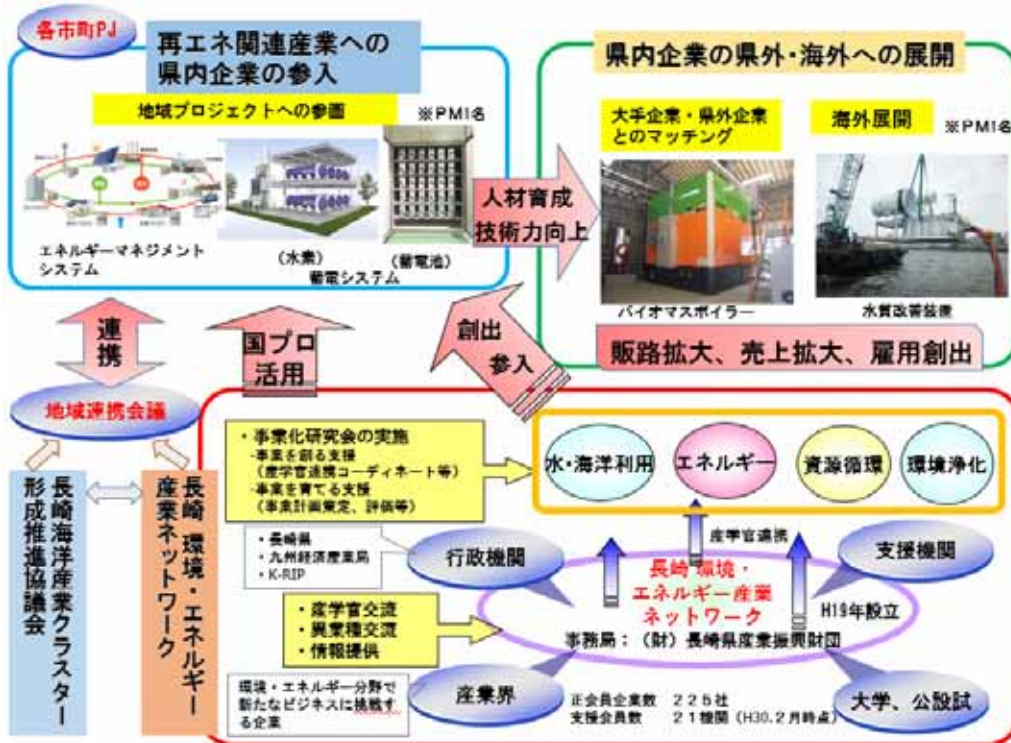 各市町PJ
再エネ関連産業への
県内企業の参入
地域プロジェクトへの参画
※PM1名
エネルギーマネジメント
システム
(水素)
(蓄電池)
蓄電システム
人材育成
技術力向上
県内企業の県外・海外への展開
大手企業・県外企業
とのマッチング
海外展開
※PM1名
バイオマスボイラー
水質改善装置
販路拡大、売上拡大、雇用創出
連携
国プロ
活用
創出
参入
地域連携会議
長崎海洋産業クラスター
形成推進協議会
長崎 環境・エネルギー
産業ネットワーク
・事業化研究会の実施
-事業を創る支援
(産学官連携コーディネート等)
-事業を育てる支援
(事業計画策定、評価等)
水・海洋利用
エネルギー
資源循環
環境浄化
産学官連携
・長崎県
・九州経済産業局
・K-RIP
行政機関
支援機関
長崎 環境・
エネルギー産業
ネットワーク
H19年設立
事務局:(財)長崎県産業振興財団
・産学官交流
・異業種交流
・情報提供
環境・エネルギー分野で
新たなビジネスに挑戦す
る企業
産業界
正会員企業数 225社
支援会員数 21機関(H30.2月時点)
大学、公設試